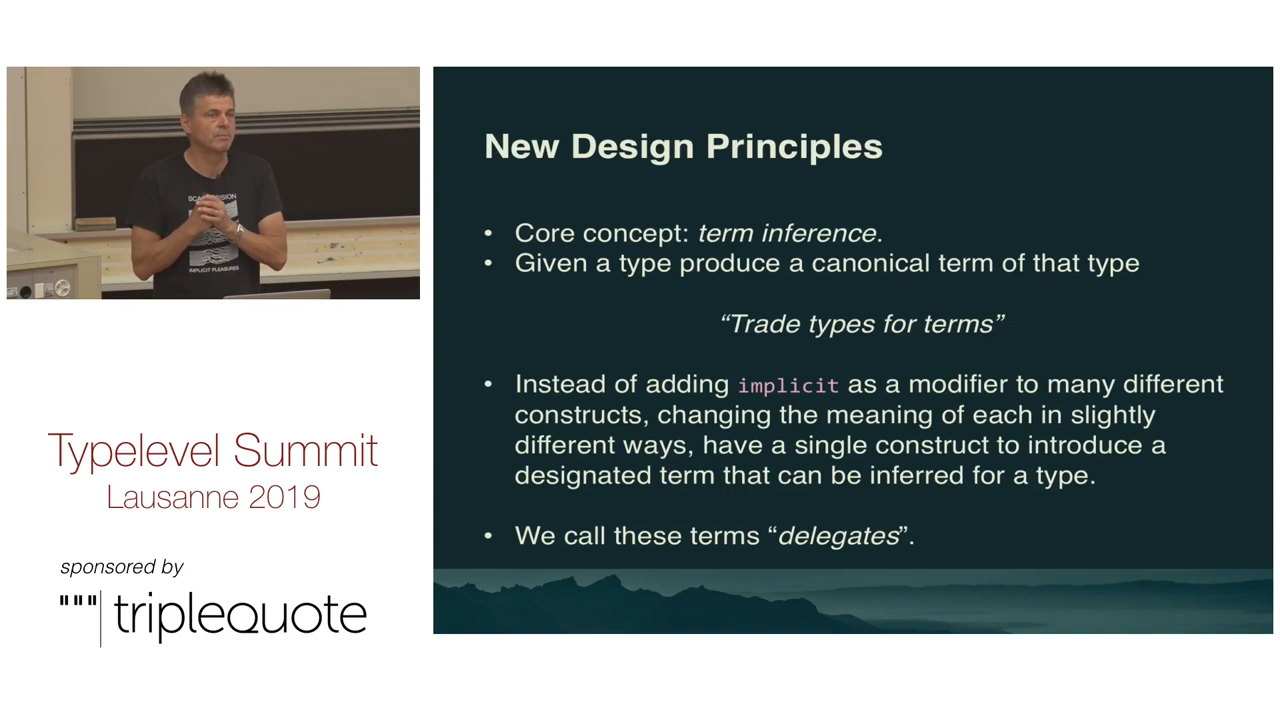 SCALA
IMPLICIT PLEASURES
New Design Principles
• Core concept: term inference.
• Given a type produce a canonical term of that type
“Trade types for terms”
• Instead of adding implicit as a modifier to many different
constructs, changing the meaning of each in slightly
different ways, have a single construct to introduce a
designated term that can be inferred for a type.
• We call these terms “delegates”.
Typelevel Summit
Lausanne 2019
sponsored by
"""|triplequote